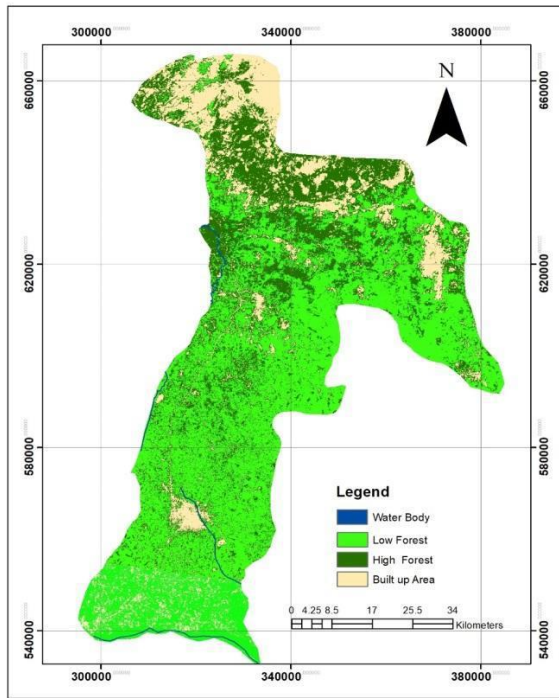 300000 340000 380000
N
660000 660000
620000 620000
580000 580000
Legend
Water Body
Low Forest
High Forest
Built up Area
0 4.25 8.5 17 25.5 34
Kilometers
540000 540000
300000 340000 380000